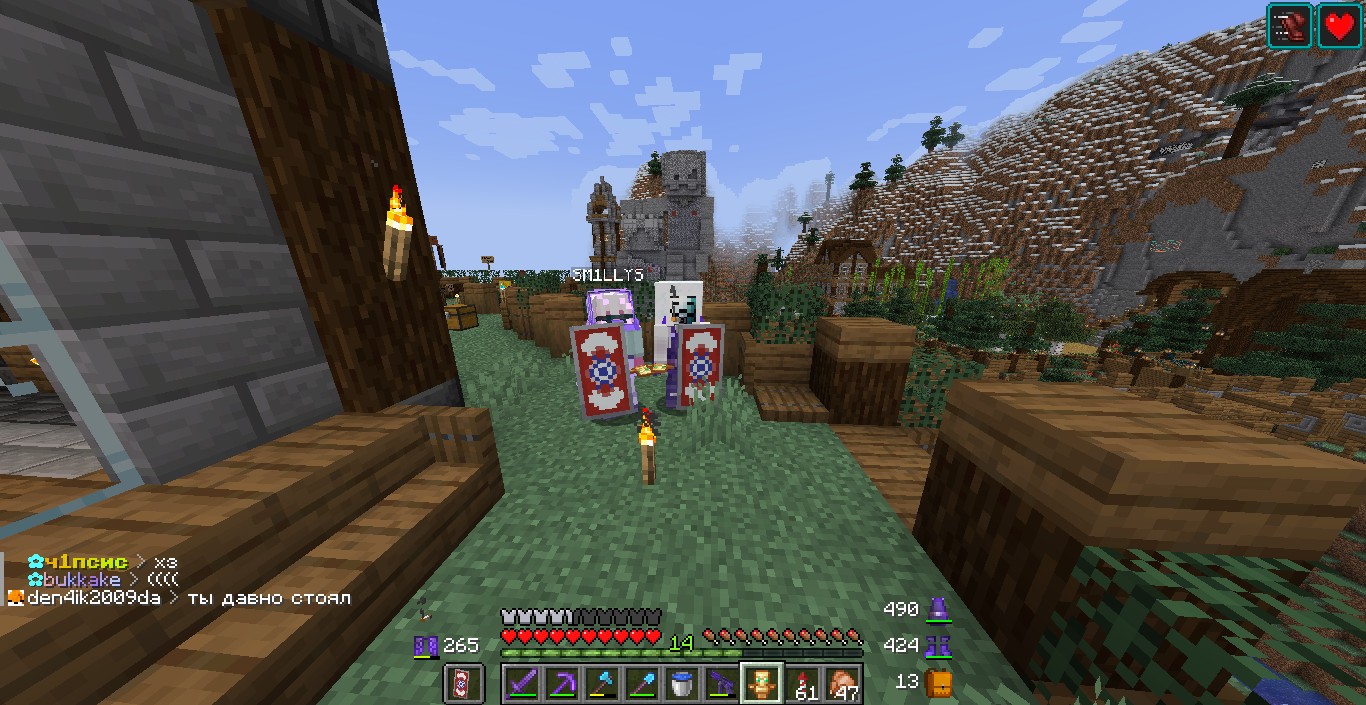 SM1LLYS
ч1псис > хз
bukkake > ((((
den4ik2009da > ты давно стоял
490
265
14
424
13
61
47